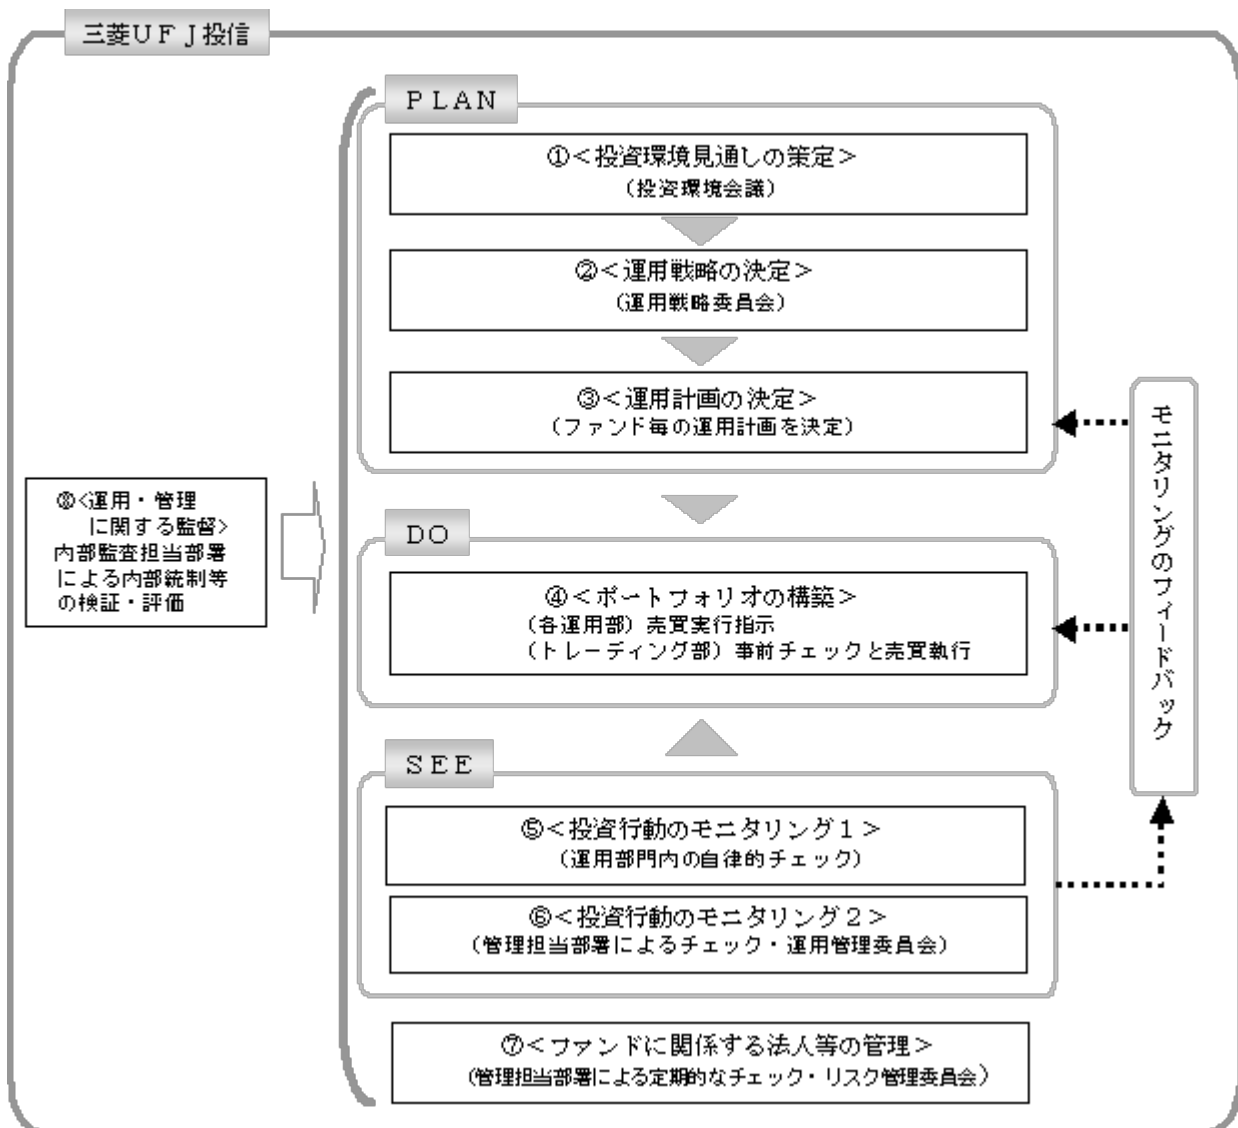 三菱UFJ投信
PLAN
①<投資環境見通しの策定>
(投資環境会議)
②<運用戦略の決定>
(運用戦略委員会)
③<運用計画の決定>
(ファンド毎の運用計画を決定)
モニタリングのフィードバック
⑧<運用・管理
に関する監督>
内部監査担当部署
による内部統制等
の検証・評価
DO
④<ポートフォリオの構築>
(各運用部)売買実行指示
(トレーディング部)事前チェックと売買執行
SEE
⑤<投資行動のモニタリング1>
(運用部門内の自律的チェック)
⑥<投資行動のモニタリング2>
(管理担当部署によるチェック・運用管理委員会)
⑦<ファンドに関係する法人等の管理>
(管理担当部署による定期的なチェック・リスク管理委員会)